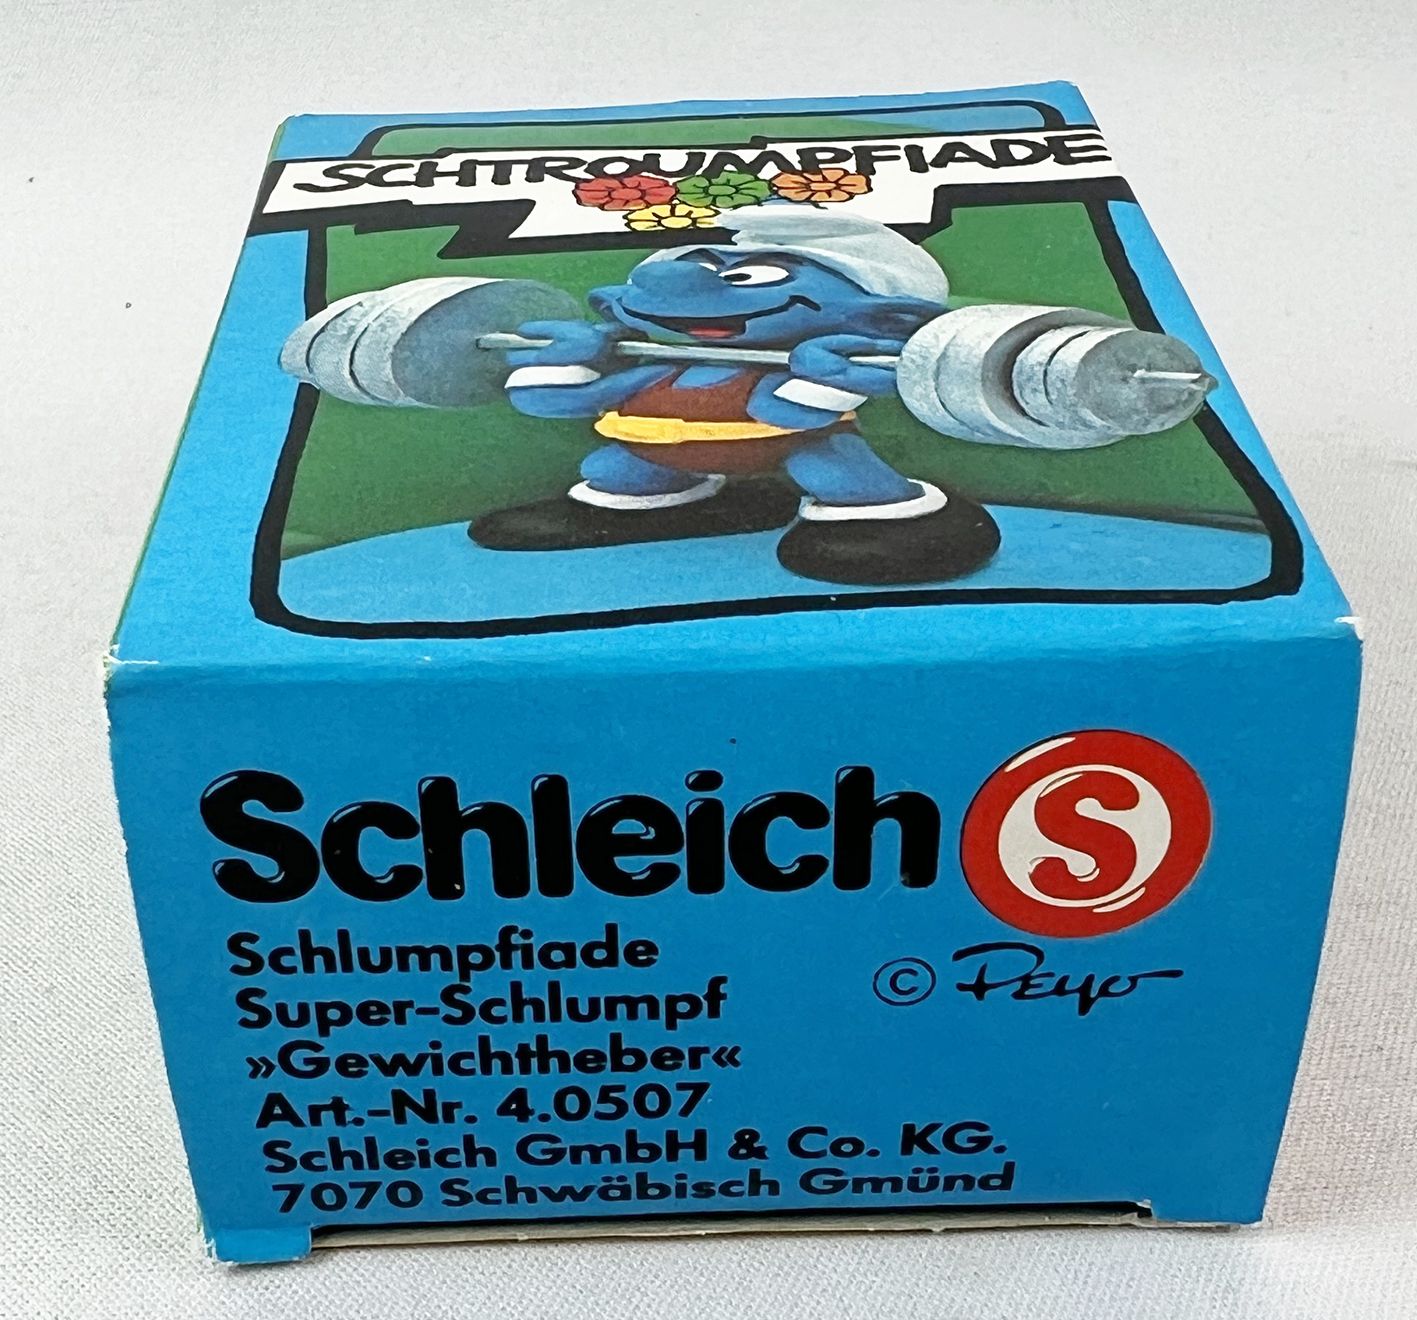 SCHTROUMPFIADE
Schleich S
Schlumpfiade
Super-Schlumpf
»Gewichtheber«
Art.-Nr. 4.0507
Schleich GmbH & Co. KG.
7070 Schwäbisch Gmünd
© Peyo